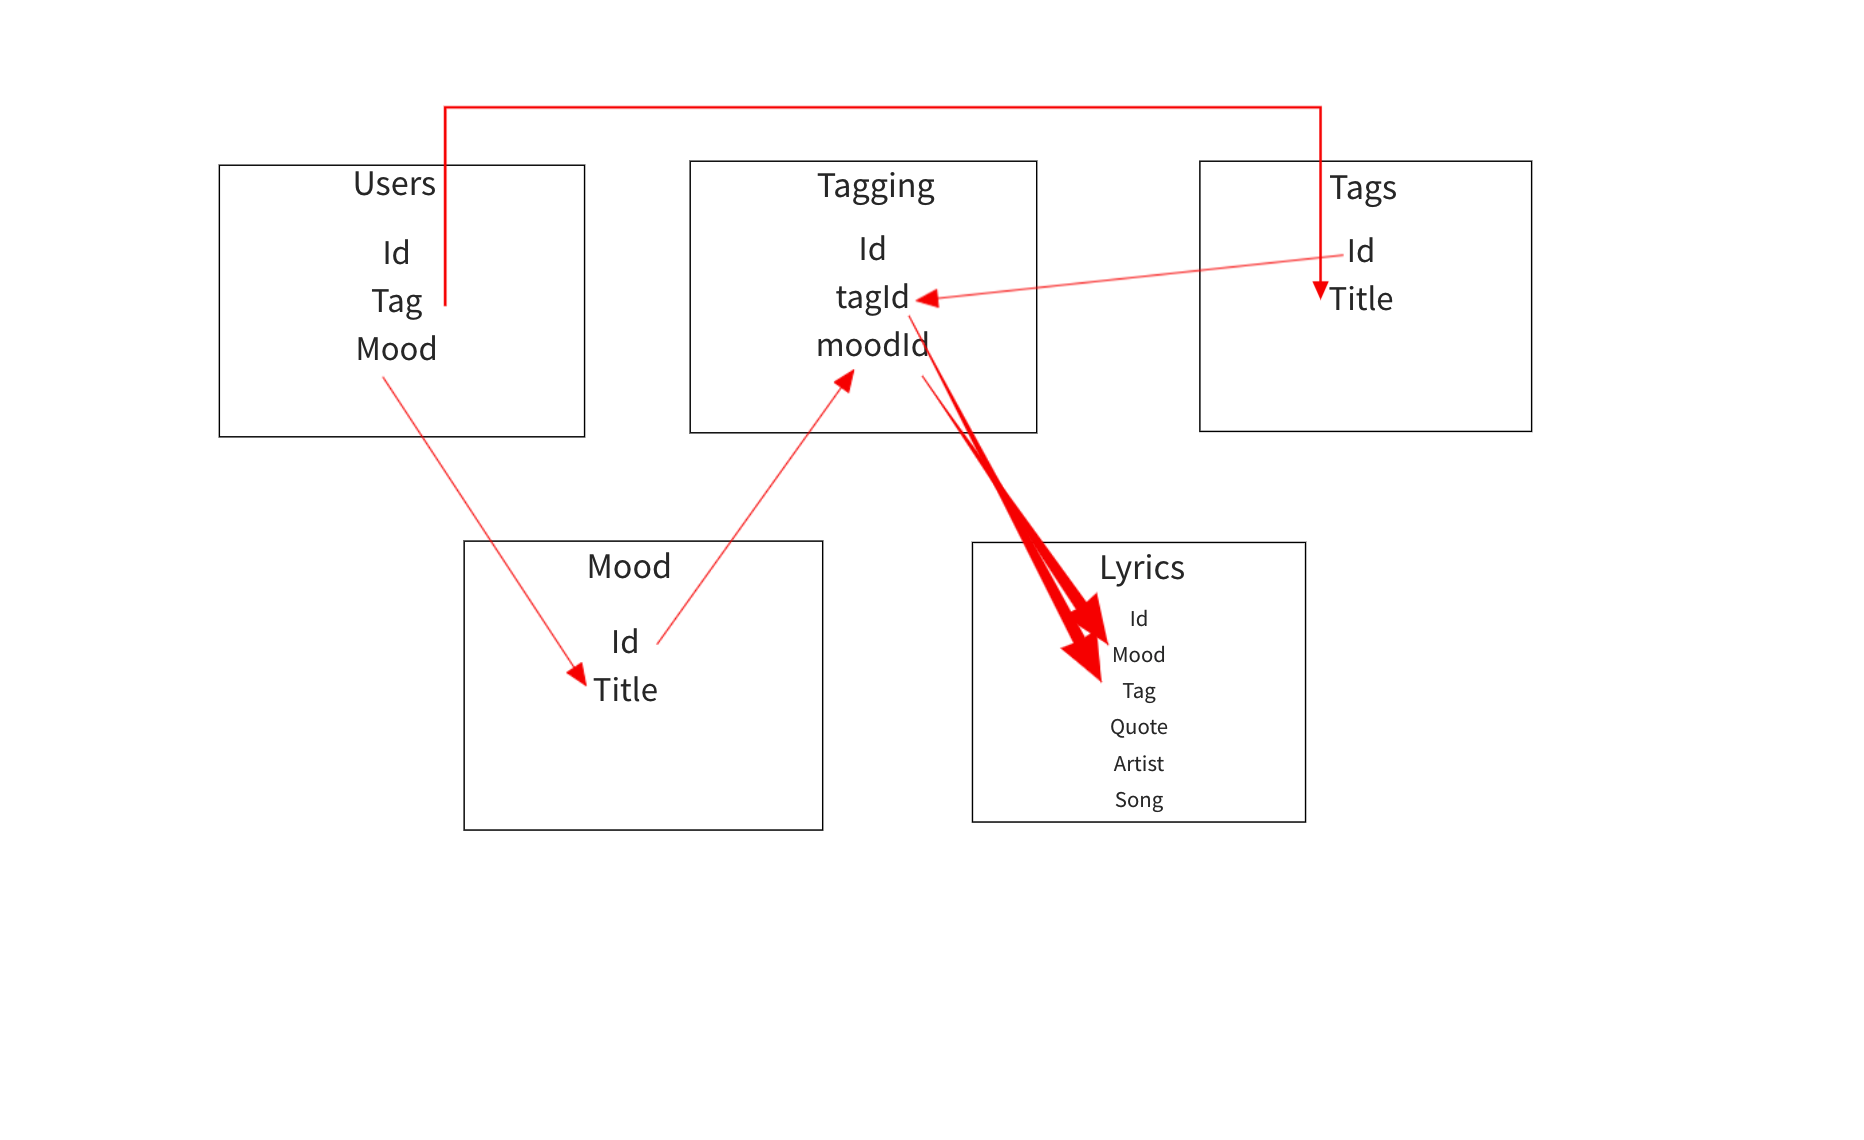 Users
Id
Tag
Mood
Tagging
Id
tagId
moodId
Tags
Id
Title
Mood
Id
Title
Lyrics
Id
Mood
Tag
Quote
Artist
Song